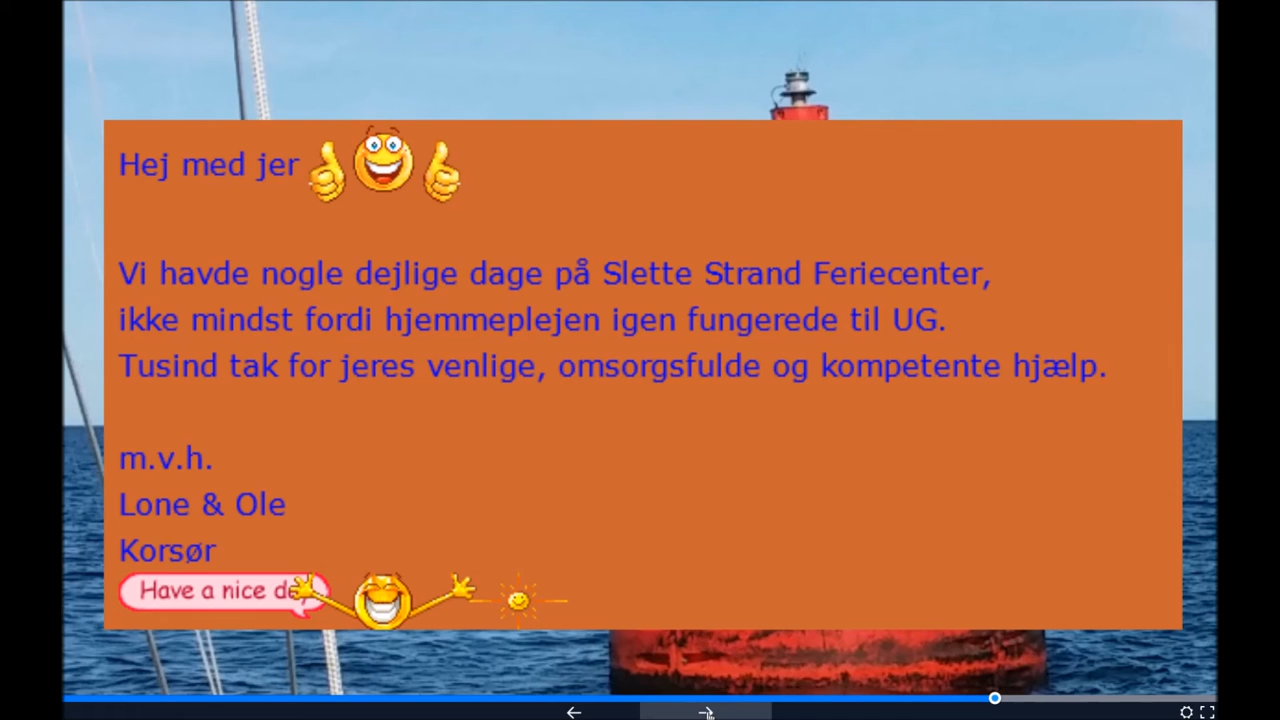 Hej med jer
Vi havde nogle dejlige dage på Slette Strand Feriecenter,
ikke mindst fordi hjemmeplejen igen fungerede til UG.
Tusind tak for jeres venlige, omsorgsfulde og kompetente hjælp.
m.v.h.
Lone & Ole
Korsør
Have a nice